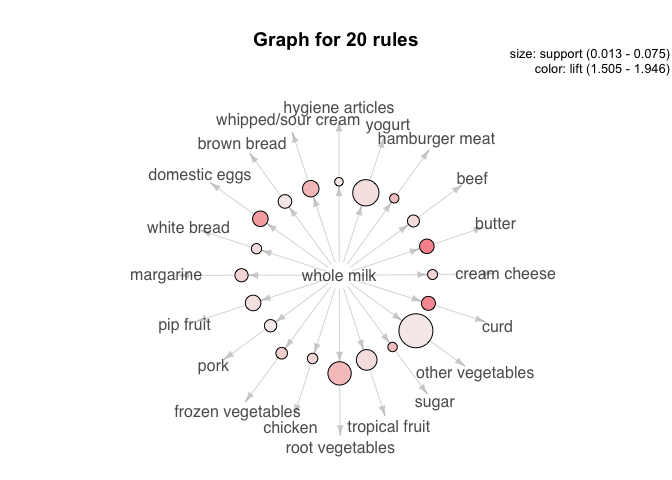 Graph for 20 rules
size: support (0.013 - 0.075)
color: lift (1.505 - 1.946)
hygiene articles
whipped/sour cream
yogurt
brown bread
hamburger meat
domestic eggs
beef
white bread
butter
margarine
whole milk
cream cheese
pip fruit
curd
pork
other vegetables
frozen vegetables
sugar
chicken
tropical fruit
root vegetables